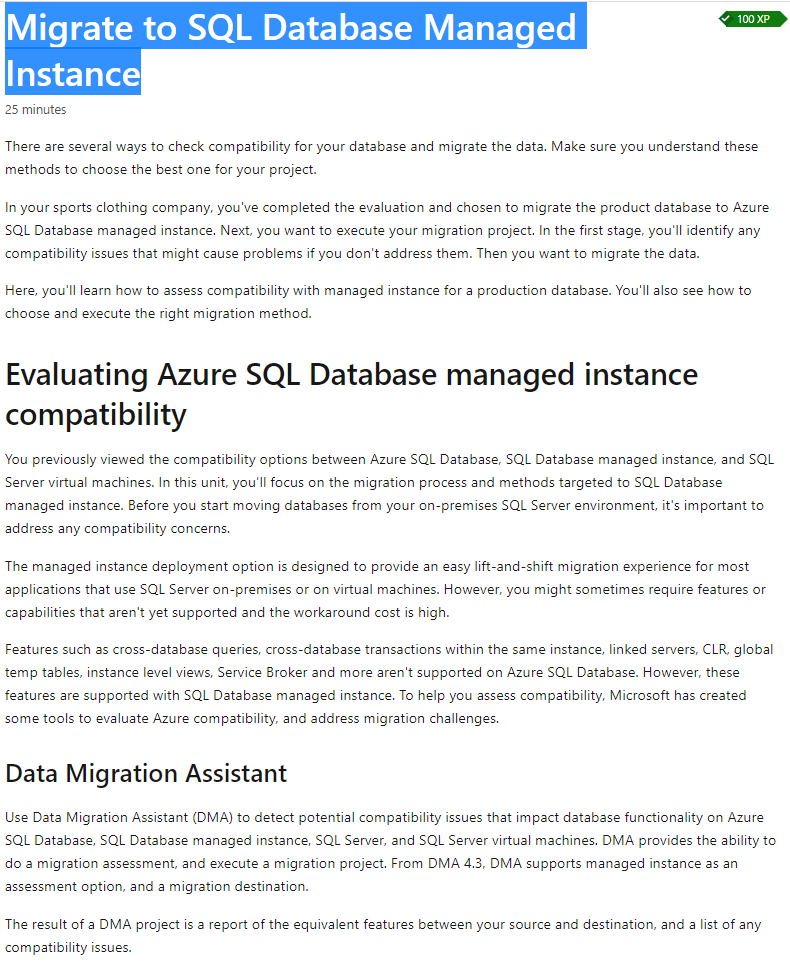 Migrate to SQL Database Managed
Instance
100 XP
25 minutes
There are several ways to check compatibility for your database and migrate the data. Make sure you understand these
methods to choose the best one for your project.
In your sports clothing company, you've completed the evaluation and chosen to migrate the product database to Azure
SQL Database managed instance. Next, you want to execute your migration project. In the first stage, you'll identify any
compatibility issues that might cause problems if you don't address them. Then you want to migrate the data.
Here, you'll learn how to assess compatibility with managed instance for a production database. You'll also see how to
choose and execute the right migration method.
Evaluating Azure SQL Database managed instance
compatibility
You previously viewed the compatibility options between Azure SQL Database, SQL Database managed instance, and SQL
Server virtual machines. In this unit, you'll focus on the migration process and methods targeted to SQL Database
managed instance. Before you start moving databases from your on-premises SQL Server environment, it's important to
address any compatibility concerns.
The managed instance deployment option is designed to provide an easy lift-and-shift migration experience for most
applications that use SQL Server on-premises or on virtual machines. However, you might sometimes require features or
capabilities that aren't yet supported and the workaround cost is high.
Features such as cross-database queries, cross-database transactions within the same instance, linked servers, CLR, global
temp tables, instance level views, Service Broker and more aren't supported on Azure SQL Database. However, these
features are supported with SQL Database managed instance. To help you assess compatibility, Microsoft has created
some tools to evaluate Azure compatibility, and address migration challenges.
Data Migration Assistant
Use Data Migration Assistant (DMA) to detect potential compatibility issues that impact database functionality on Azure
SQL Database, SQL Database managed instance, SQL Server, and SQL Server virtual machines. DMA provides the ability to
do a migration assessment, and execute a migration project. From DMA 4.3, DMA supports managed instance as an
assessment option, and a migration destination.
The result of a DMA project is a report of the equivalent features between your source and destination, and a list of any
compatibility issues.